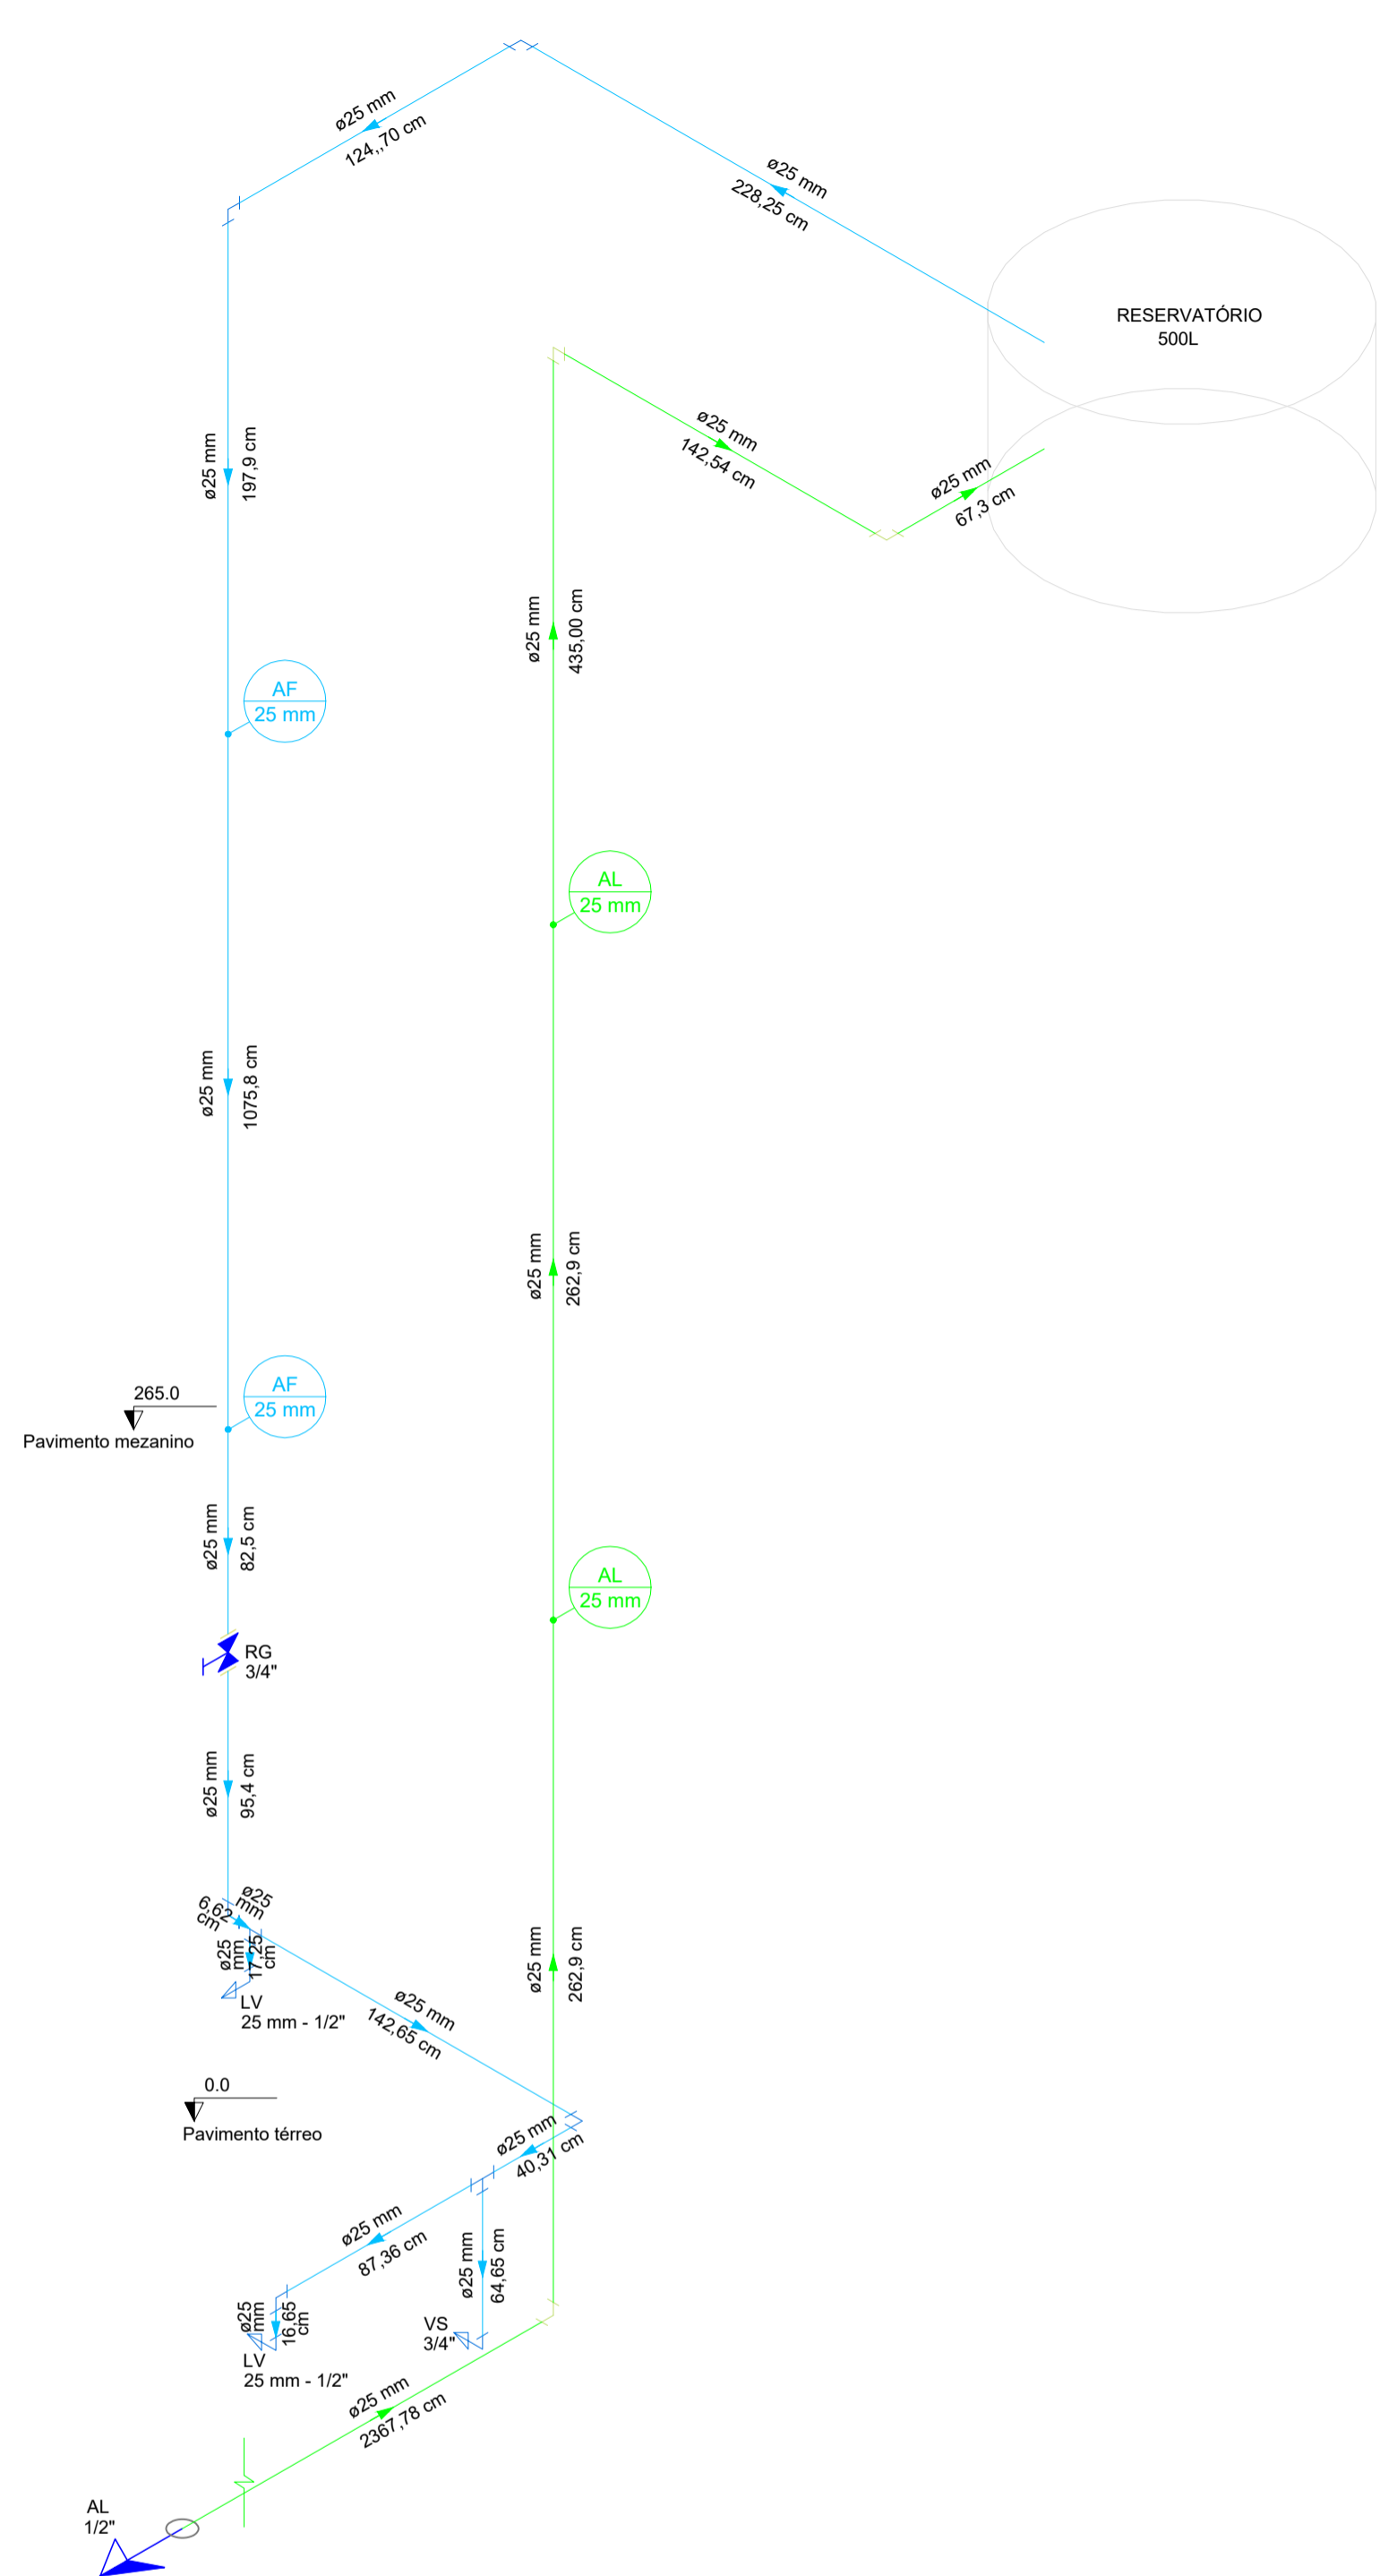 ø25 mm
124,,70 cm
ø25 mm
228,25 cm
RESERVATÓRIO
500L
ø25 mm
197,9 cm
ø25 mm
142,54 cm
ø25 mm
67,3 cm
ø25 mm
435,00 cm
AF
25 mm
AL
25 mm
ø25 mm
1075,8 cm
ø25 mm
262,9 cm
265.0
Pavimento mezanino
AF
25 mm
ø25 mm
82,5 cm
AL
25 mm
RG
3/4"
ø25 mm
95,4 cm
ø25
mm
6,62
cm
ø25
mm
17,25
cm
LV
25 mm - 1/2"
ø25 mm
262,9 cm
ø25 mm
142,65 cm
0.0
Pavimento térreo
ø25 mm
40,31 cm
ø25 mm
87,36 cm
ø25 mm
64,65 cm
ø25
mm
16,65
cm
VS
3/4"
LV
25 mm - 1/2"
ø25 mm
2367,78 cm
AL
1/2"